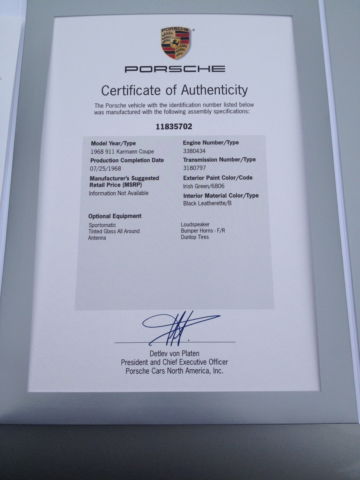 PORSCHE
Certificate of Authenticity
The Porsche vehicle with the identification number listed below
was manufactured with the following assembly specifications:
11835702
Model Year/Type
1968 911 Karmann Coupe
Production Completion Date
07/25/1968
Manufacturer's Suggested
Retail Price (MSRP)
Information Not Available
Engine Number/Type
3380434
Transmission Number/Type
3180797
Exterior Paint Color/Code
Irish Green/6806
Interior Material Color/Type
Black Leatherette/B
Optional Equipment
Sportomatic
Tinted Glass All Around
Antenna
Loudspeaker
Bumper Horns - F/R
Dunlop Tires
Detlev von Platen
President and Chief Executive Officer
Porsche Cars North America, Inc.